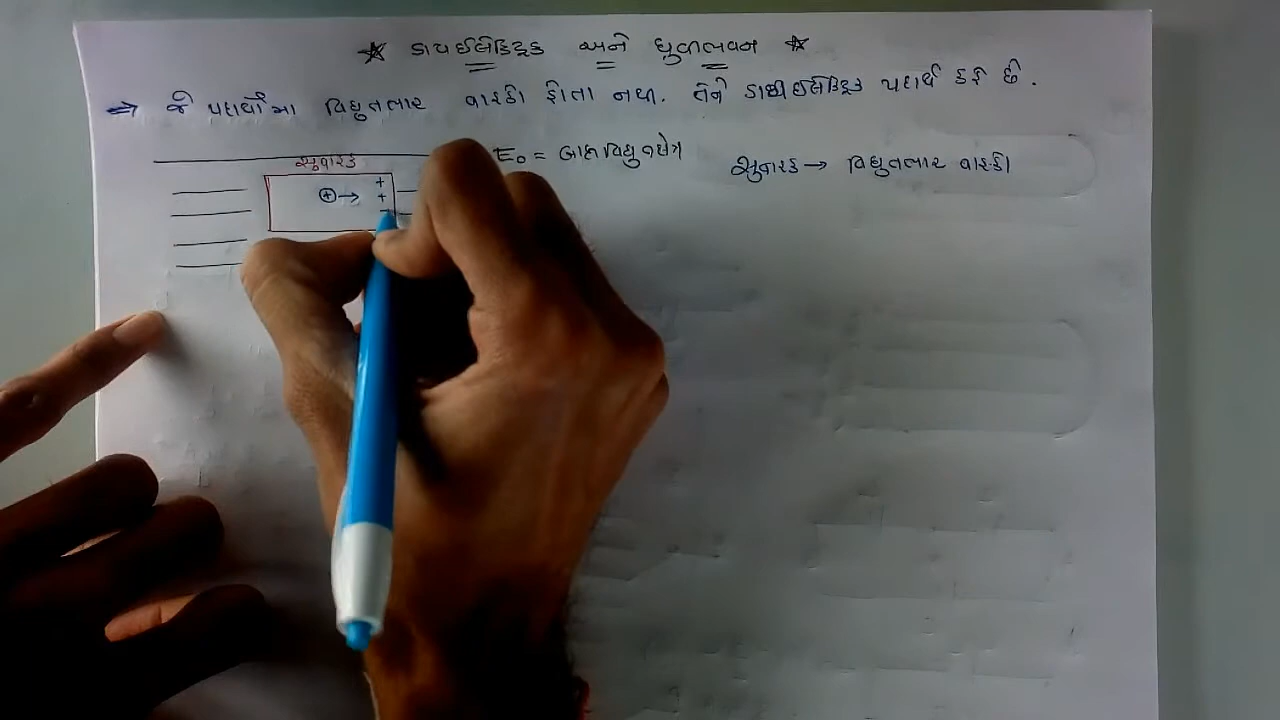 ડાયઈલેક્ટ્રિક અને ધ્રુવીભવન
⇒ જે પદાર્થોમા વિદ્યુતભાર વાહકો હોતા નથી. તેને ડાયઈલેક્ટ્રિક પદાર્થ કહે છે.
E₀ = બાહ્ય વિદ્યુતક્ષેત્ર
સુવાહક → વિદ્યુતભાર વાહકો
સુવાહક
⊕→ + +